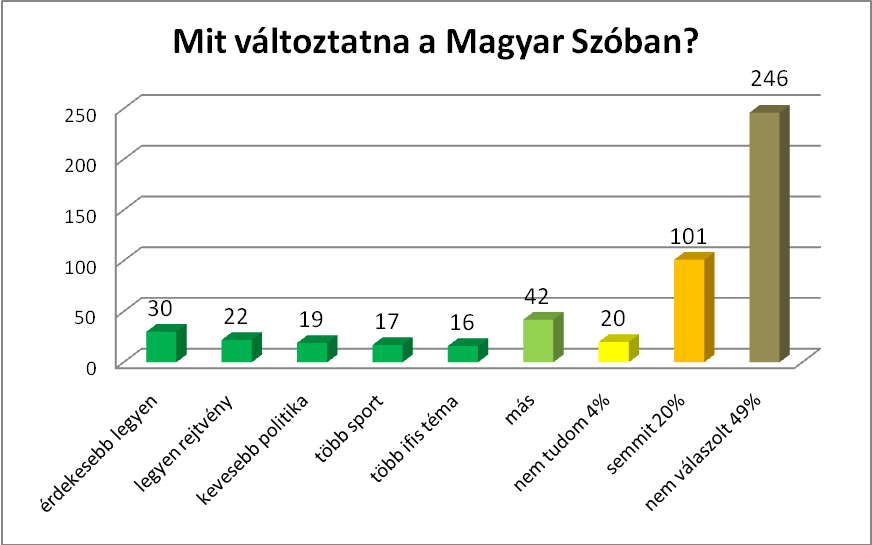 Mit változtatna a Magyar Szóban?
250
200
150
100
50
0
30
22
19
17
16
42
20
101
246
érdekesebb legyen
legyen rejtvény
kevesebb politika
több sport
több ifis téma
más
nem tudom 4%
semmit 20%
nem válaszolt 49%